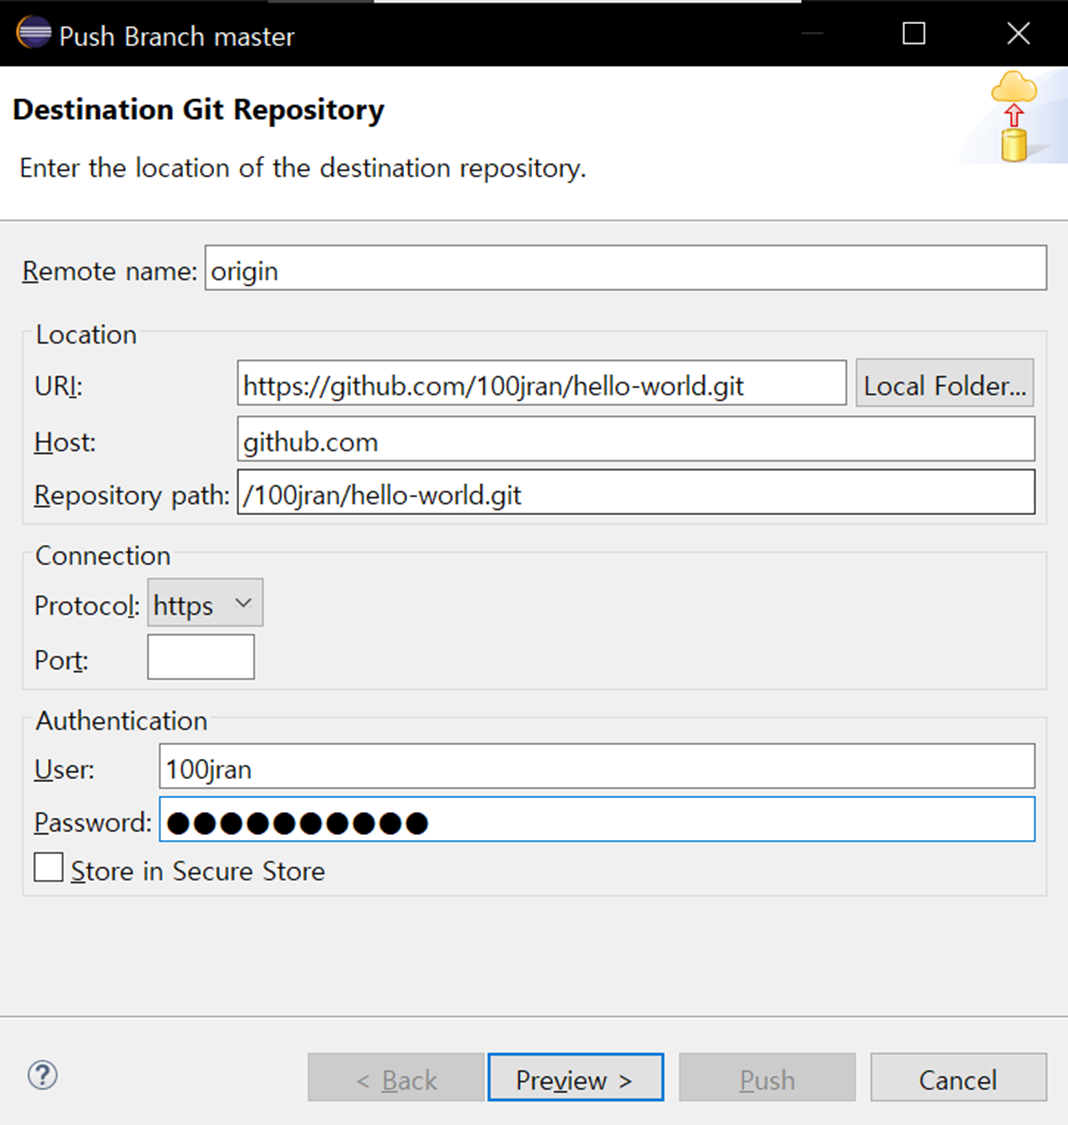 Push Branch master
Destination Git Repository
Enter the location of the destination repository.
Remote name: origin
Location
URI: https://github.com/100jran/hello-world.git Local Folder...
Host: github.com
Repository path: /100jran/hello-world.git
Connection
Protocol: https
Port:
Authentication
User: 100jran
Password: ●●●●●●●●●●
Store in Secure Store
? < Back Preview > Push Cancel